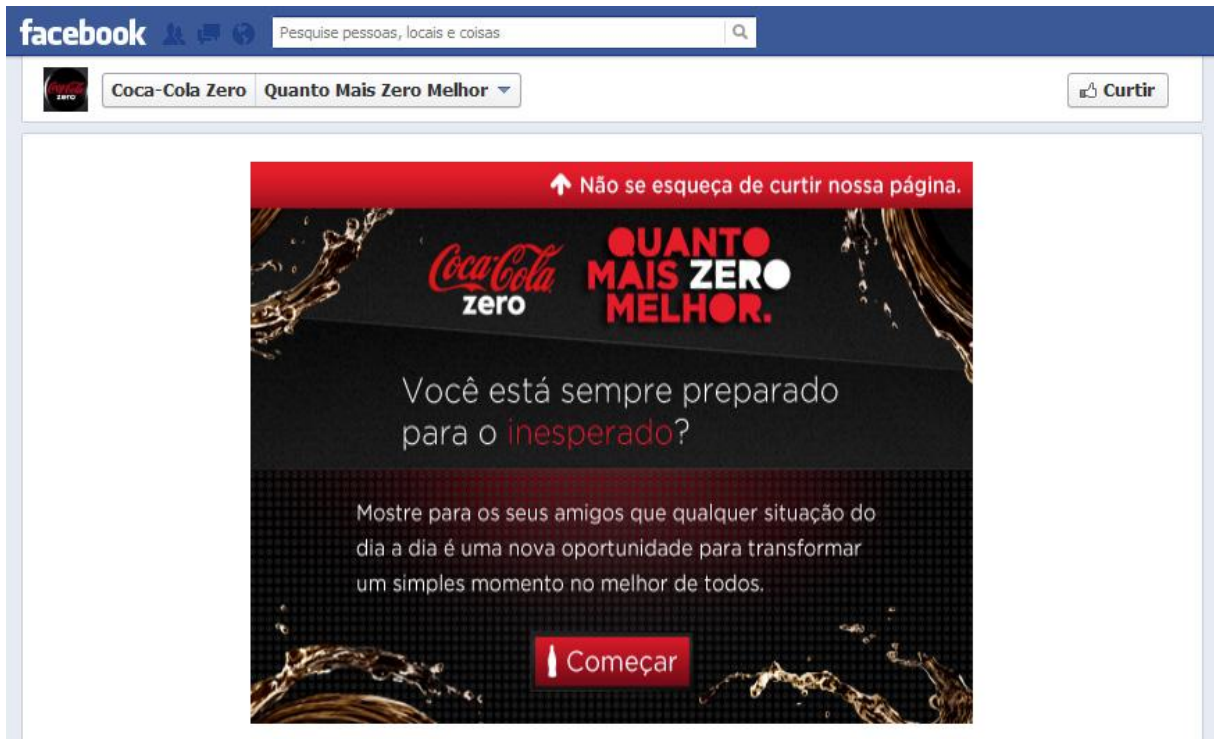 facebook Pesquise pessoas, locais e coisas
Coca-Cola Zero Quanto Mais Zero Melhor Curtir
Não se esqueça de curtir nossa página.
Coca-Cola
zero
QUANTO
MAIS ZERO
MELHOR.
Você está sempre preparado
para o inesperado?
Mostre para os seus amigos que qualquer situação do
dia a dia é uma nova oportunidade para transformar
um simples momento no melhor de todos.
Começar